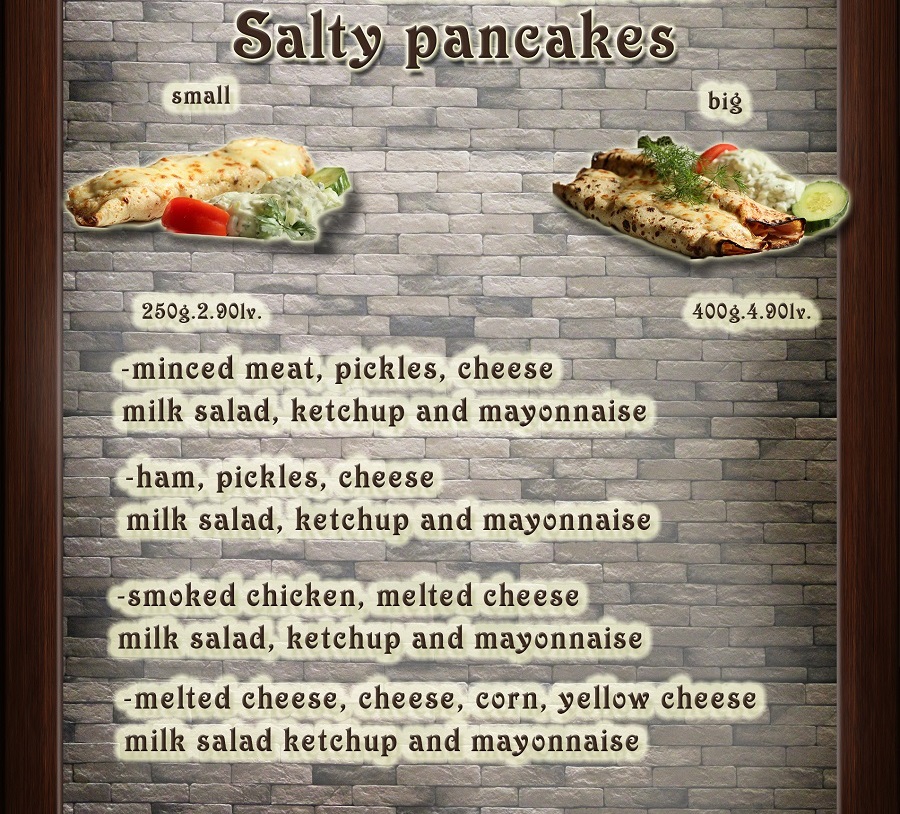 Salty pancakes
small
big
250g.2.90lv.
400g.4.90lv.
-minced meat, pickles, cheese
milk salad, ketchup and mayonnaise
-ham, pickles, cheese
milk salad, ketchup and mayonnaise
-smoked chicken, melted cheese
milk salad, ketchup and mayonnaise
-melted cheese, cheese, corn, yellow cheese
milk salad ketchup and mayonnaise